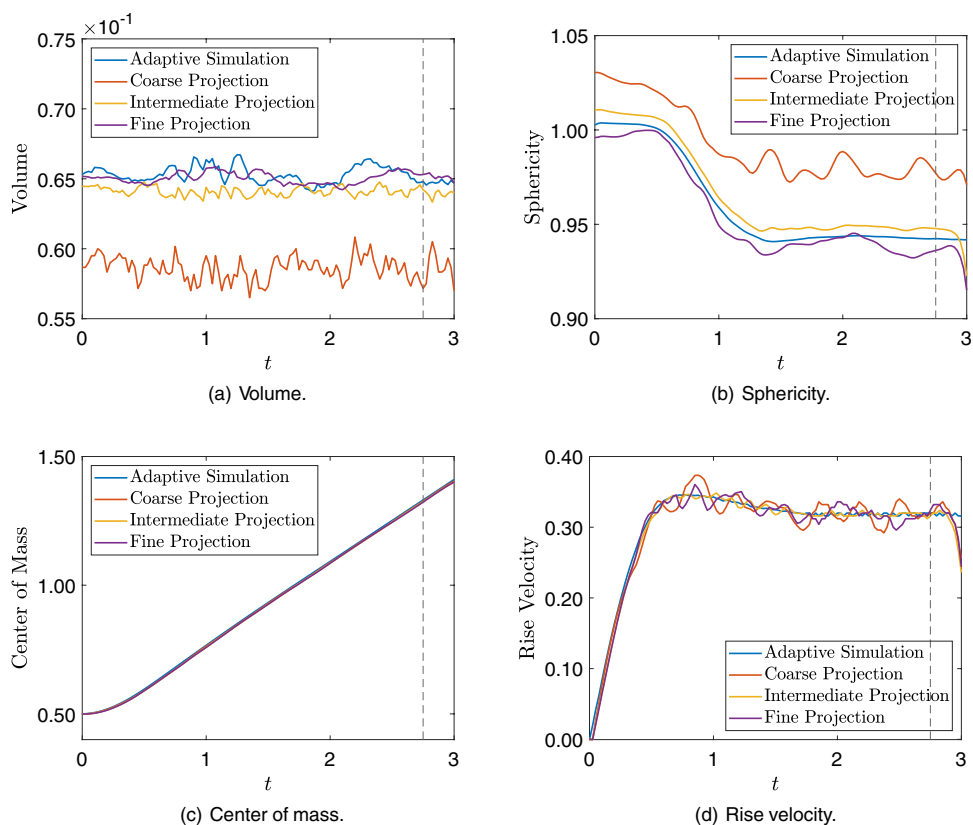 ×10⁻¹
0.75
0.70
0.65
0.60
0.55
Volume
Adaptive Simulation
Coarse Projection
Intermediate Projection
Fine Projection
0 1 2 3
t
(a) Volume.
1.05
1.00
0.95
0.90
Sphericity
Adaptive Simulation
Coarse Projection
Intermediate Projection
Fine Projection
0 1 2 3
t
(b) Sphericity.
1.50
1.00
0.50
Center of Mass
Adaptive Simulation
Coarse Projection
Intermediate Projection
Fine Projection
0 1 2 3
t
(c) Center of mass.
0.40
0.30
0.20
0.10
0.00
Rise Velocity
Adaptive Simulation
Coarse Projection
Intermediate Projection
Fine Projection
0 1 2 3
t
(d) Rise velocity.